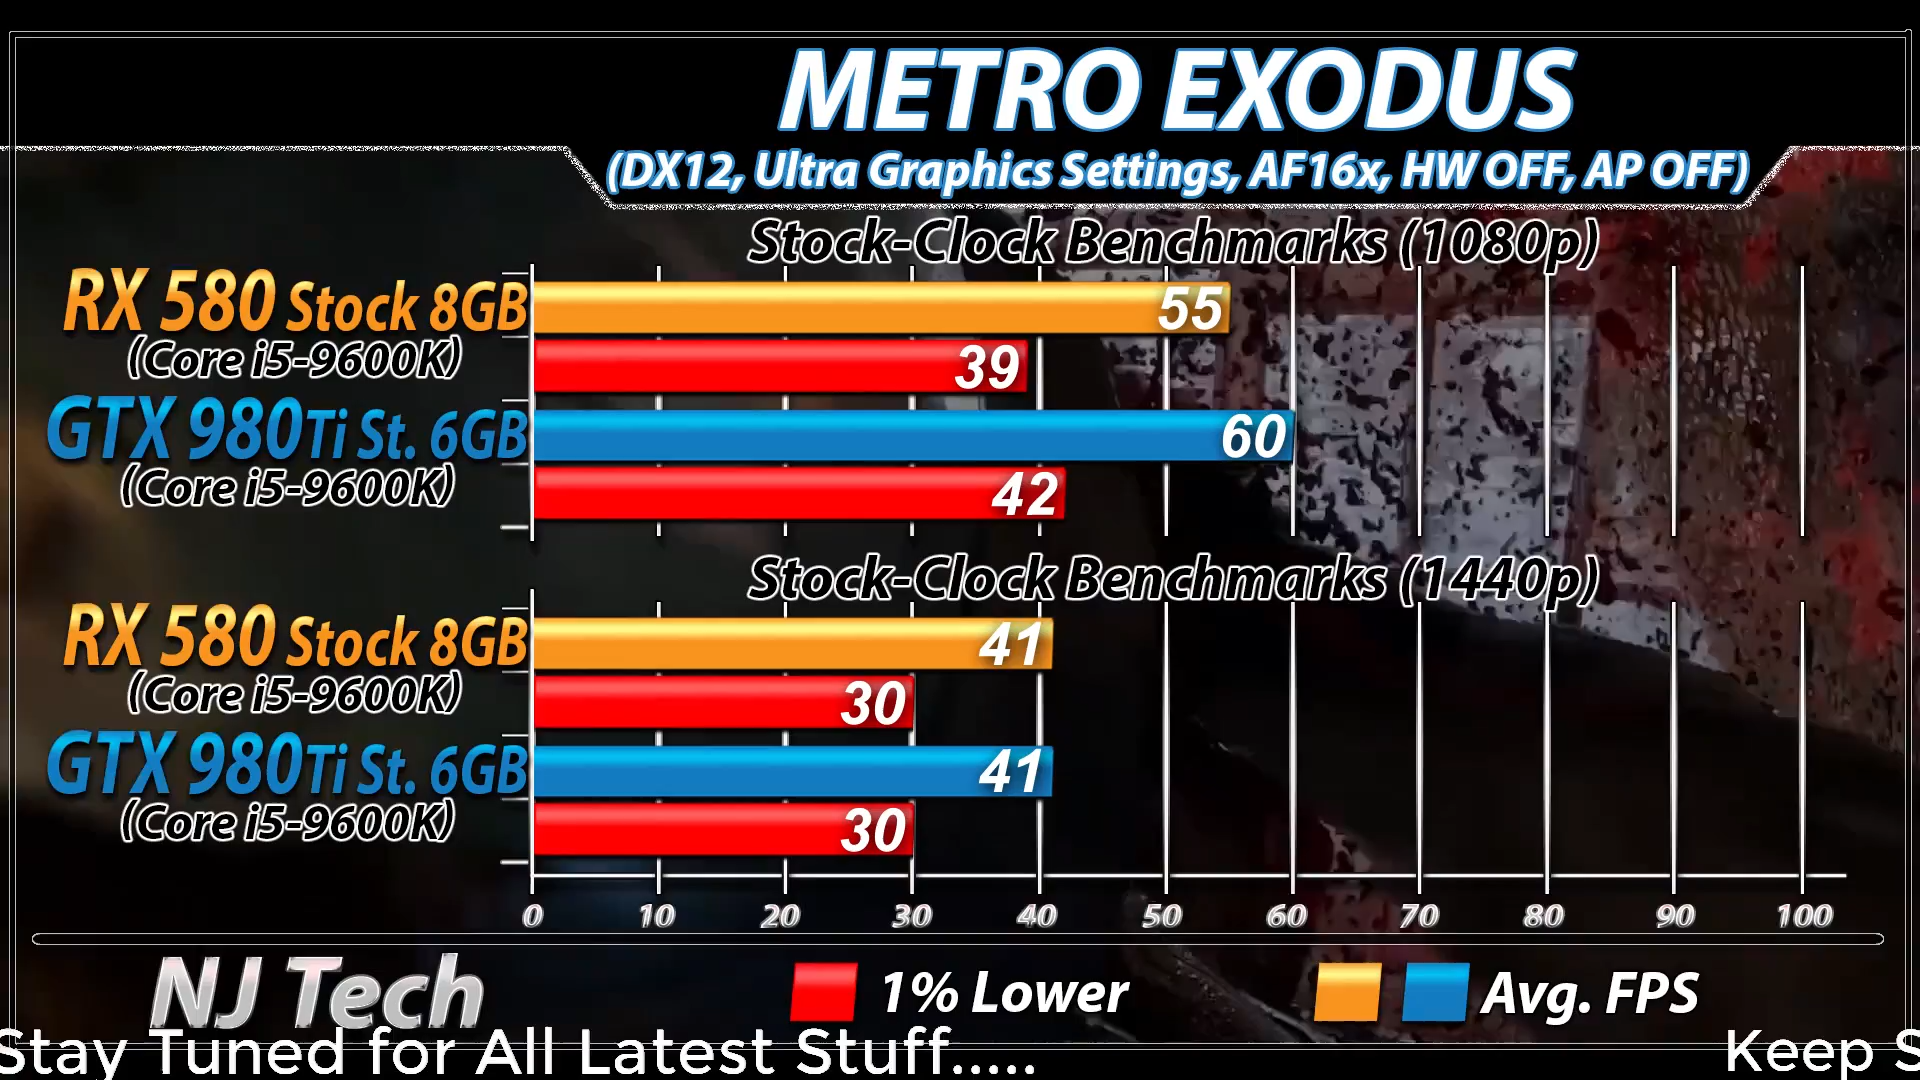 METRO EXODUS
(DX12, Ultra Graphics Settings, AF16x, HW OFF, AP OFF)
Stock-Clock Benchmarks (1080p)
RX 580 Stock 8GB
55
(Core i5-9600K)
39
GTX 980Ti St. 6GB
60
(Core i5-9600K)
42
Stock-Clock Benchmarks (1440p)
RX 580 Stock 8GB
41
(Core i5-9600K)
30
GTX 980Ti St. 6GB
41
(Core i5-9600K)
30
0 10 20 30 40 50 60 70 80 90 100
NJ Tech
1% Lower
Avg. FPS
Stay Tuned for All Latest Stuff..... Keep S